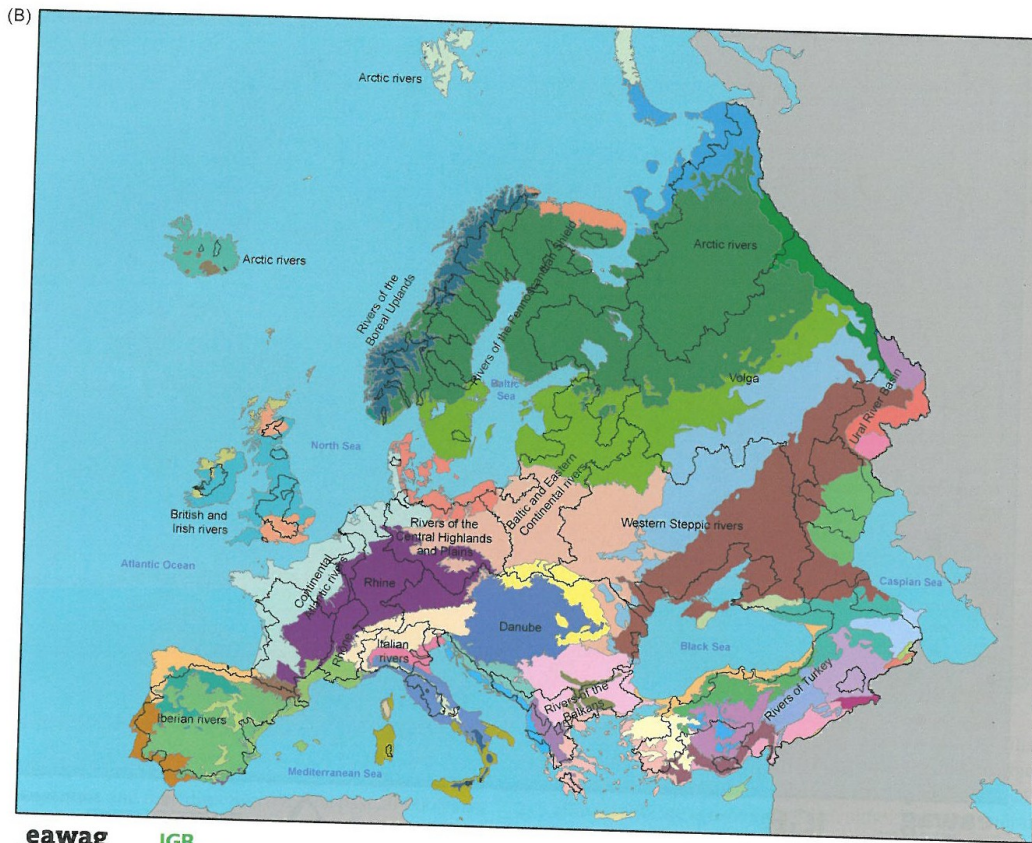 (B)
Arctic rivers
Arctic rivers
Arctic rivers
Rivers of the
Boreal Uplands
Rivers of the Fennoscandian Shield
Baltic
Sea
Volga
Ural River Basin
North Sea
British and
Irish rivers
Baltic and Eastern
Continental rivers
Rivers of the
Central Highlands
and Plains
Western Steppic rivers
Atlantic Ocean
Continental
Atlantic rivers
Rhine
Caspian Sea
Danube
Rhone
Italian
rivers
Black Sea
Rivers of the
Balkans
Rivers of Turkey
Iberian rivers
Mediterranean Sea
eawag
IGB